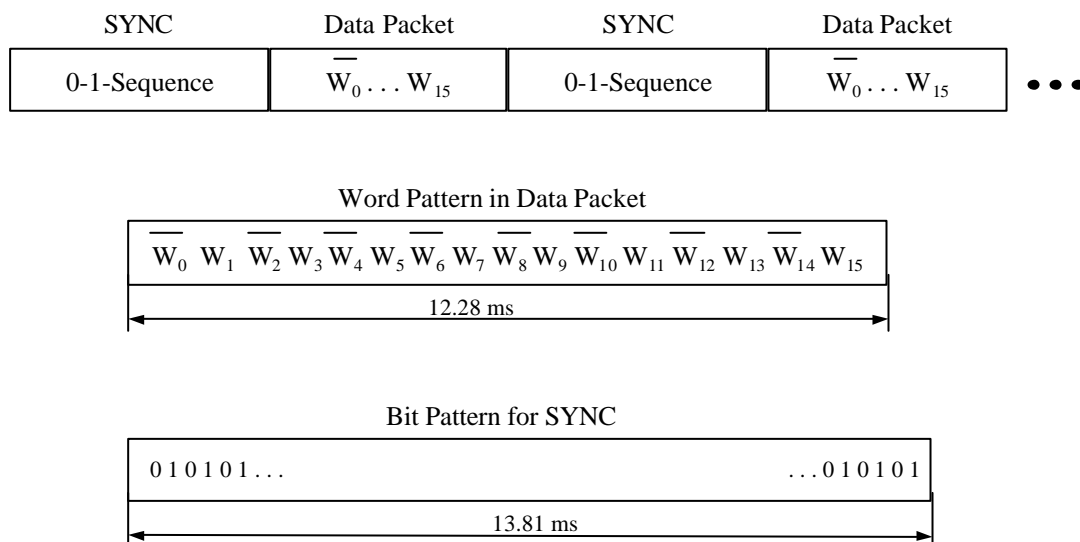 SYNC Data Packet SYNC Data Packet
0-1-Sequence W̅₀ . . . W₁₅ 0-1-Sequence W̅₀ . . . W₁₅ • • •
Word Pattern in Data Packet
W̅₀ W₁ W̅₂ W₃ W̅₄ W₅ W̅₆ W₇ W̅₈ W₉ W̅₁₀ W₁₁ W̅₁₂ W₁₃ W̅₁₄ W₁₅
12.28 ms
Bit Pattern for SYNC
0 1 0 1 0 1 . . . . . . 0 1 0 1 0 1
13.81 ms